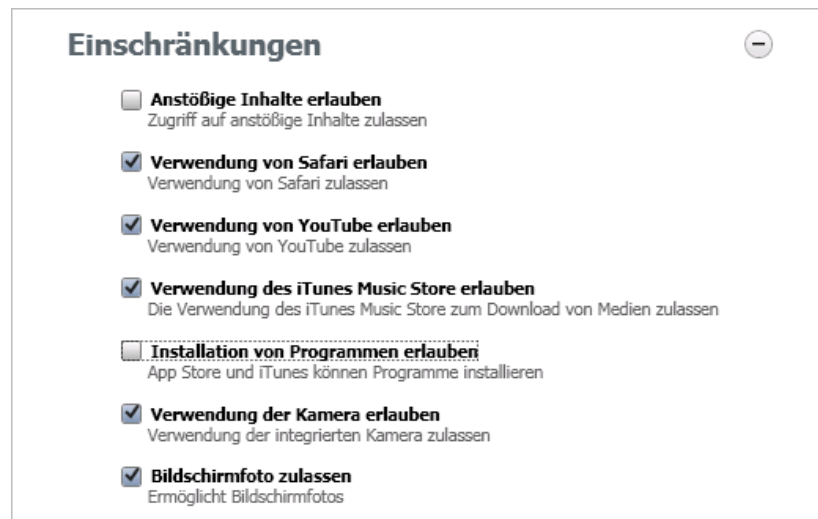 Einschränkungen
Anstößige Inhalte erlauben
Zugriff auf anstößige Inhalte zulassen
Verwendung von Safari erlauben
Verwendung von Safari zulassen
Verwendung von YouTube erlauben
Verwendung von YouTube zulassen
Verwendung des iTunes Music Store erlauben
Die Verwendung des iTunes Music Store zum Download von Medien zulassen
Installation von Programmen erlauben
App Store und iTunes können Programme installieren
Verwendung der Kamera erlauben
Verwendung der integrierten Kamera zulassen
Bildschirmfoto zulassen
Ermöglicht Bildschirmfotos